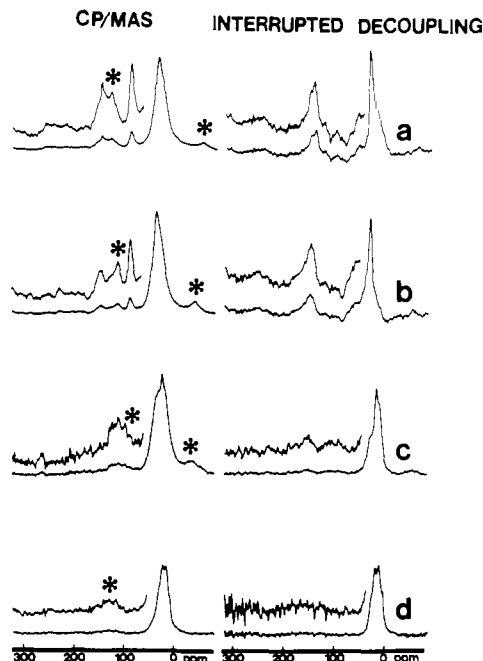 CP/MAS INTERRUPTED DECOUPLING
* * a
* * b
* * c
* d
300 200 100 0 ppm 300 200 100 0 ppm